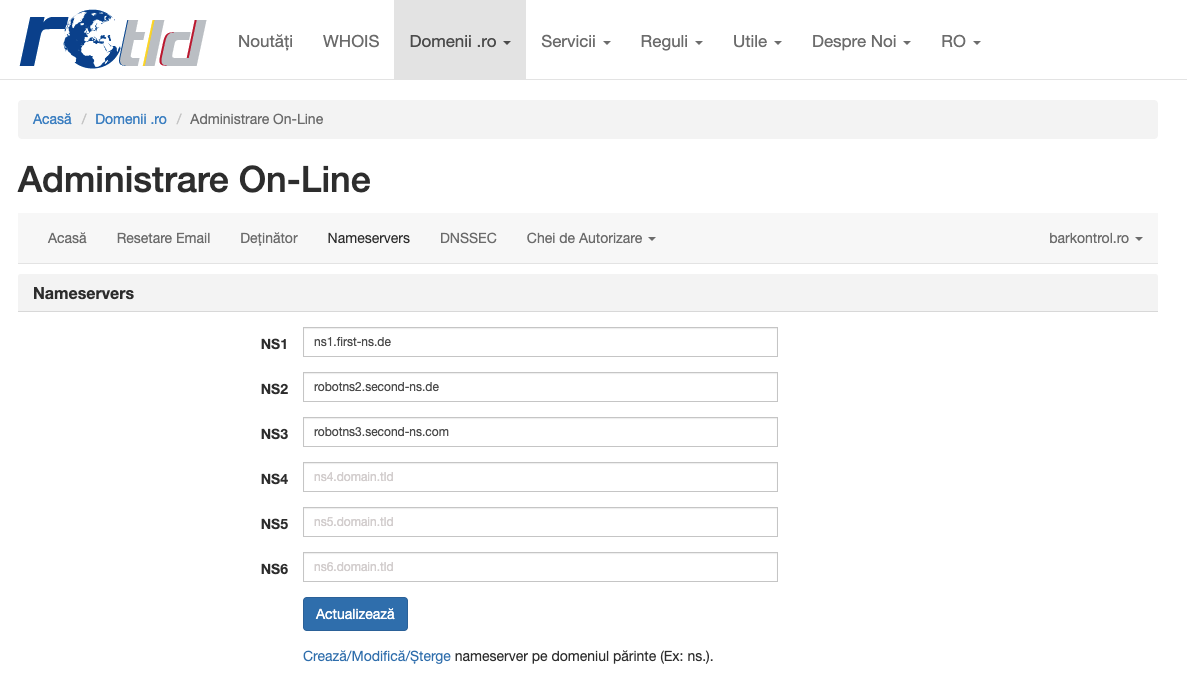 rotld
Noutăți WHOIS Domenii .ro Servicii Reguli Utile Despre Noi RO
Acasă / Domenii .ro / Administrare On-Line
Administrare On-Line
Acasă Resetare Email Deținător Nameservers DNSSEC Chei de Autorizare barkontrol.ro
Nameservers
NS1 ns1.first-ns.de
NS2 robotns2.second-ns.de
NS3 robotns3.second-ns.com
NS4 ns4.domain.tld
NS5 ns5.domain.tld
NS6 ns6.domain.tld
Actualizează
Crează/Modifică/Șterge nameserver pe domeniul părinte (Ex: ns.).